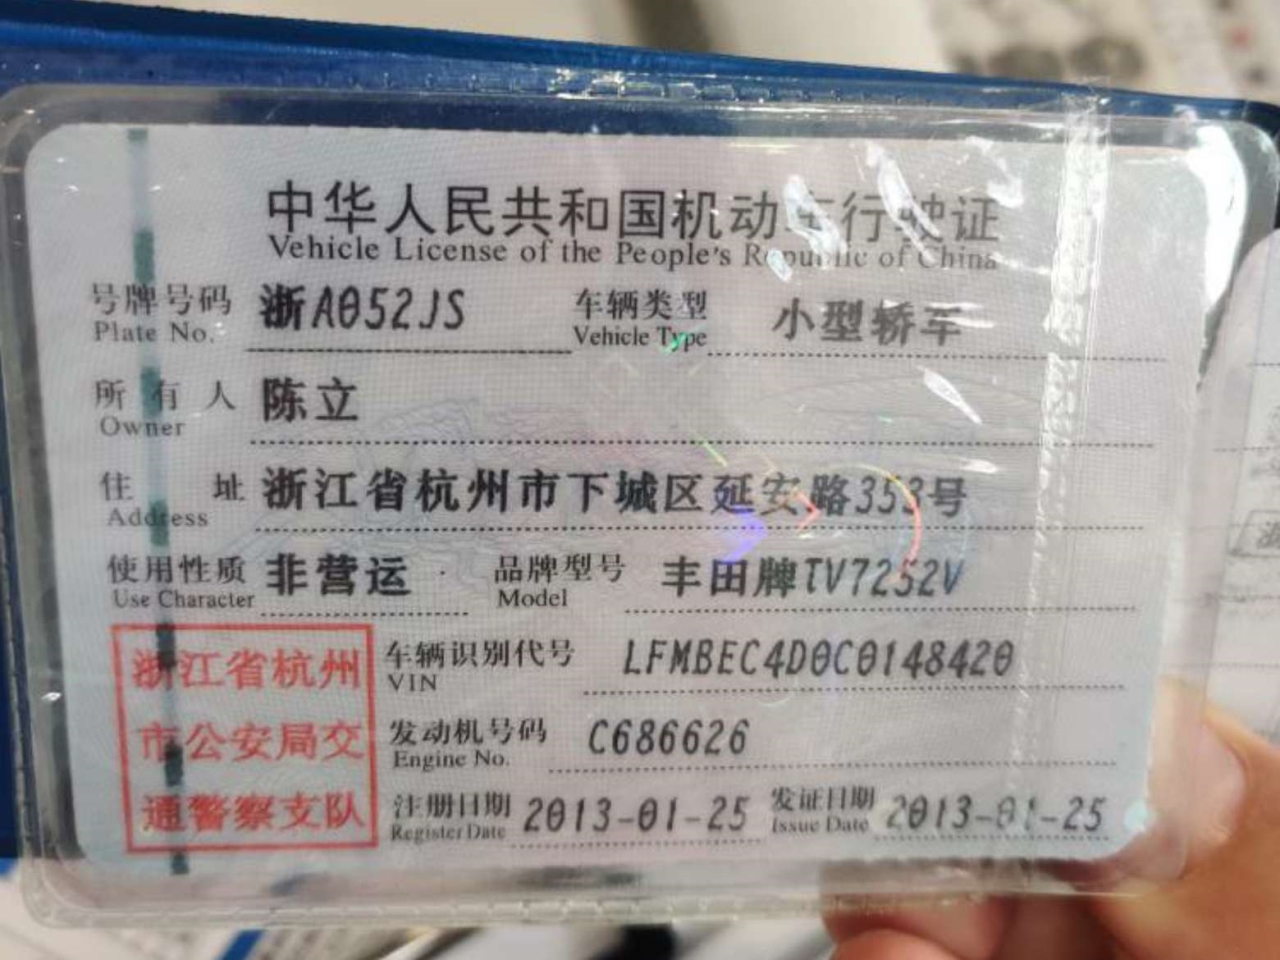 中华人民共和国机动车行驶证
Vehicle License of the People's Republic of China
号牌号码 浙A052JS 车辆类型 小型轿车
Plate No. Vehicle Type
所有人 陈立
Owner
住址 浙江省杭州市下城区延安路353号
Address
使用性质 非营运 品牌型号 丰田牌TV7252V
Use Character Model
浙江省杭州
市公安局交
通警察支队
车辆识别代号 LFMBEC4D0C0148420
VIN
发动机号码 C686626
Engine No.
注册日期 2013-01-25 发证日期 2013-01-25
Register Date Issue Date